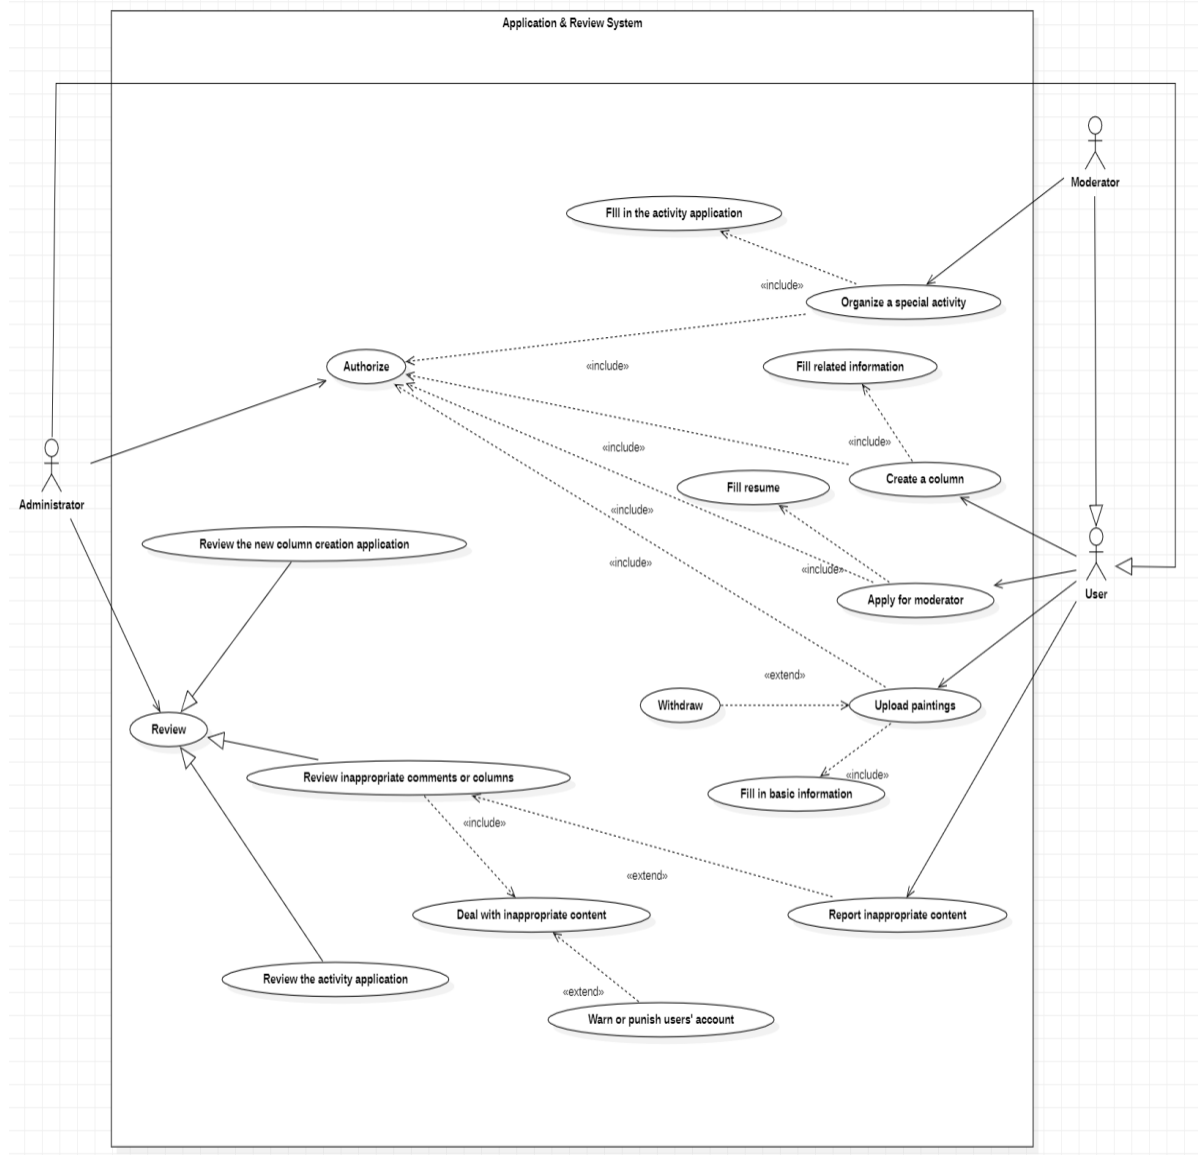 Application & Review System
Moderator
FIll in the activity application
«include»
Organize a special activity
Authorize
«include»
Fill related information
«include»
«include»
Create a column
Fill resume
Administrator
«include»
Review the new column creation application
«include»
«include»
Apply for moderator
User
«extend»
Withdraw
Upload paintings
Review
Review inappropriate comments or columns
«include»
Fill in basic information
«include»
«extend»
Deal with inappropriate content
Report inappropriate content
Review the activity application
«extend»
Warn or punish users' account